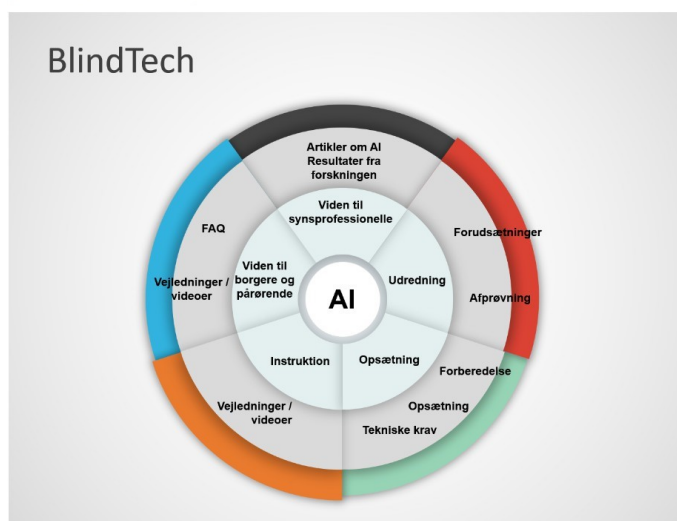 BlindTech
Artikler om AI
Resultater fra
forskningen
Viden til
synsprofessionelle
FAQ
Forudsætninger
Viden til
borgere og
pårørende
Udredning
Vejledninger /
videoer
AI
Afprøvning
Instruktion
Opsætning
Forberedelse
Vejledninger /
videoer
Opsætning
Tekniske krav